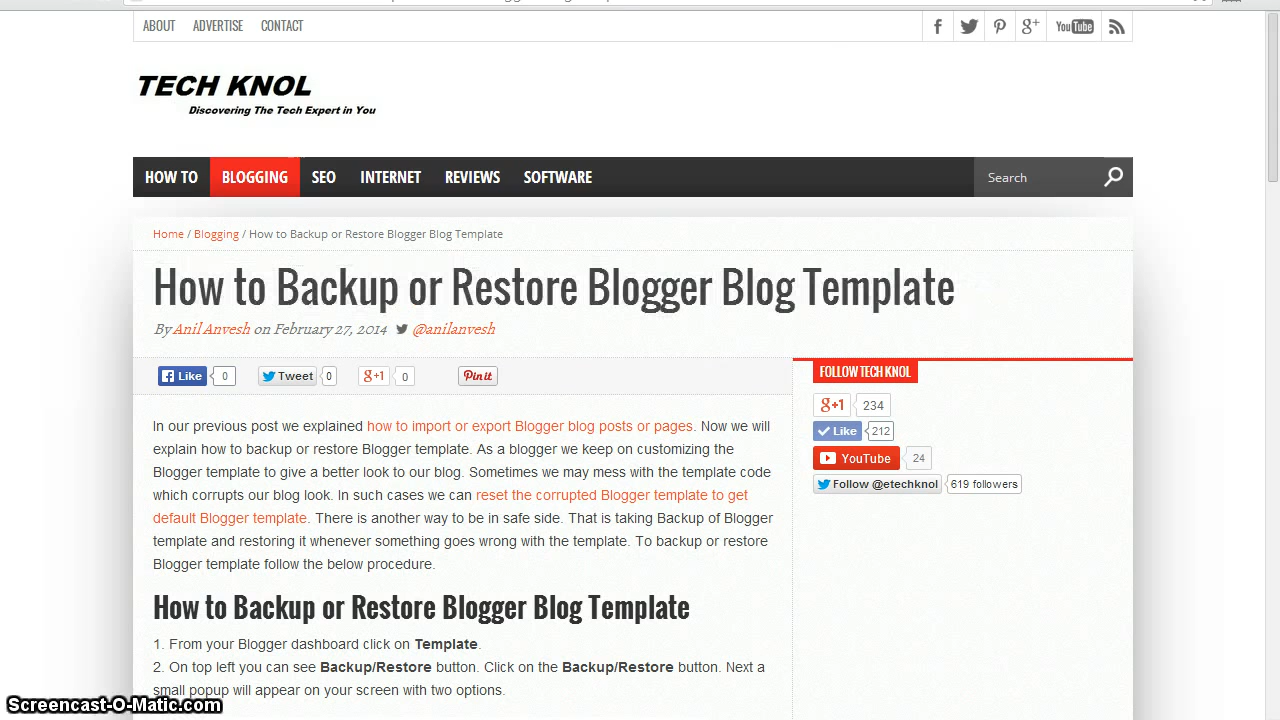 ABOUT ADVERTISE CONTACT
YouTube
TECH KNOL
Discovering The Tech Expert in You
HOW TO BLOGGING SEO INTERNET REVIEWS SOFTWARE Search
Home / Blogging / How to Backup or Restore Blogger Blog Template
How to Backup or Restore Blogger Blog Template
By Anil Anvesh on February 27, 2014 @anilanvesh
Like 0 Tweet 0 g+1 0 Pinit
In our previous post we explained how to import or export Blogger blog posts or pages. Now we will
explain how to backup or restore Blogger template. As a blogger we keep on customizing the
Blogger template to give a better look to our blog. Sometimes we may mess with the template code
which corrupts our blog look. In such cases we can reset the corrupted Blogger template to get
default Blogger template. There is another way to be in safe side. That is taking Backup of Blogger
template and restoring it whenever something goes wrong with the template. To backup or restore
Blogger template follow the below procedure.
How to Backup or Restore Blogger Blog Template
1. From your Blogger dashboard click on Template.
2. On top left you can see Backup/Restore button. Click on the Backup/Restore button. Next a
small popup will appear on your screen with two options.
FOLLOW TECH KNOL
g+1 234
Like 212
YouTube 24
Follow @etechknol 619 followers
Screencast-O-Matic.com